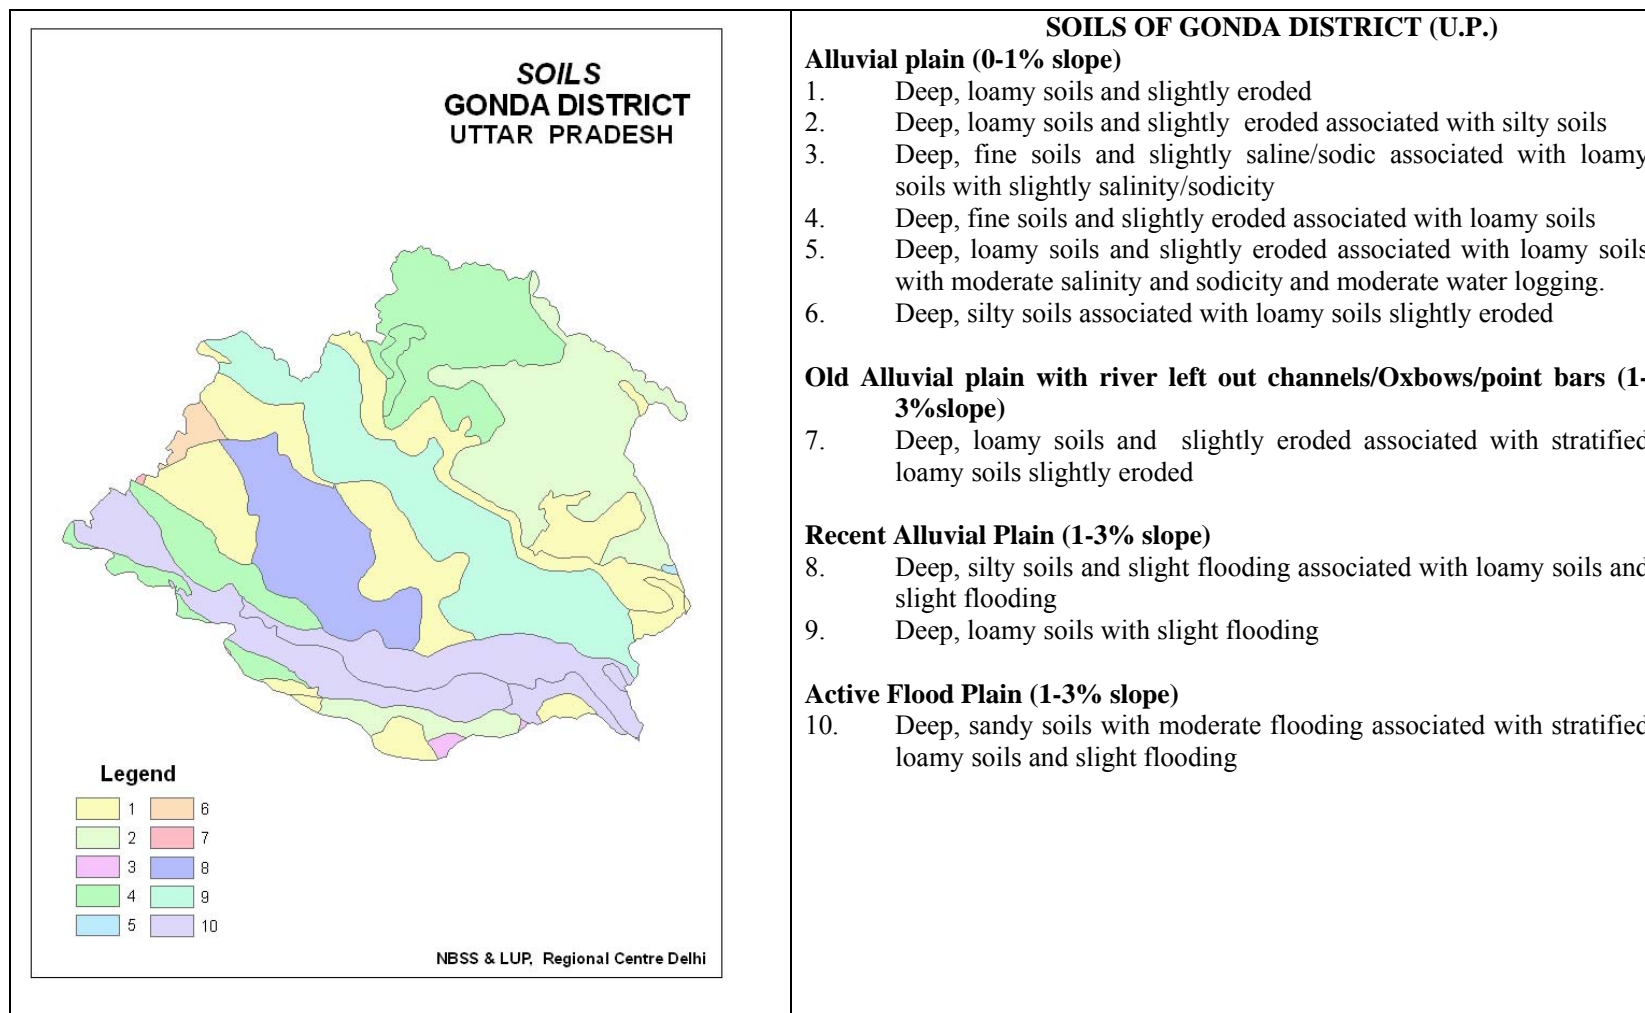 SOILS
GONDA DISTRICT
UTTAR PRADESH
Legend
1
2
3
4
5
6
7
8
9
10
NBSS & LUP, Regional Centre Delhi
SOILS OF GONDA DISTRICT (U.P.)
Alluvial plain (0-1% slope)
1. Deep, loamy soils and slightly eroded
2. Deep, loamy soils and slightly eroded associated with silty soils
3. Deep, fine soils and slightly saline/sodic associated with loamy
soils with slightly salinity/sodicity
4. Deep, fine soils and slightly eroded associated with loamy soils
5. Deep, loamy soils and slightly eroded associated with loamy soils
with moderate salinity and sodicity and moderate water logging.
6. Deep, silty soils associated with loamy soils slightly eroded
Old Alluvial plain with river left out channels/Oxbows/point bars (1-
3%slope)
7. Deep, loamy soils and slightly eroded associated with stratified
loamy soils slightly eroded
Recent Alluvial Plain (1-3% slope)
8. Deep, silty soils and slight flooding associated with loamy soils and
slight flooding
9. Deep, loamy soils with slight flooding
Active Flood Plain (1-3% slope)
10. Deep, sandy soils with moderate flooding associated with stratified
loamy soils and slight flooding